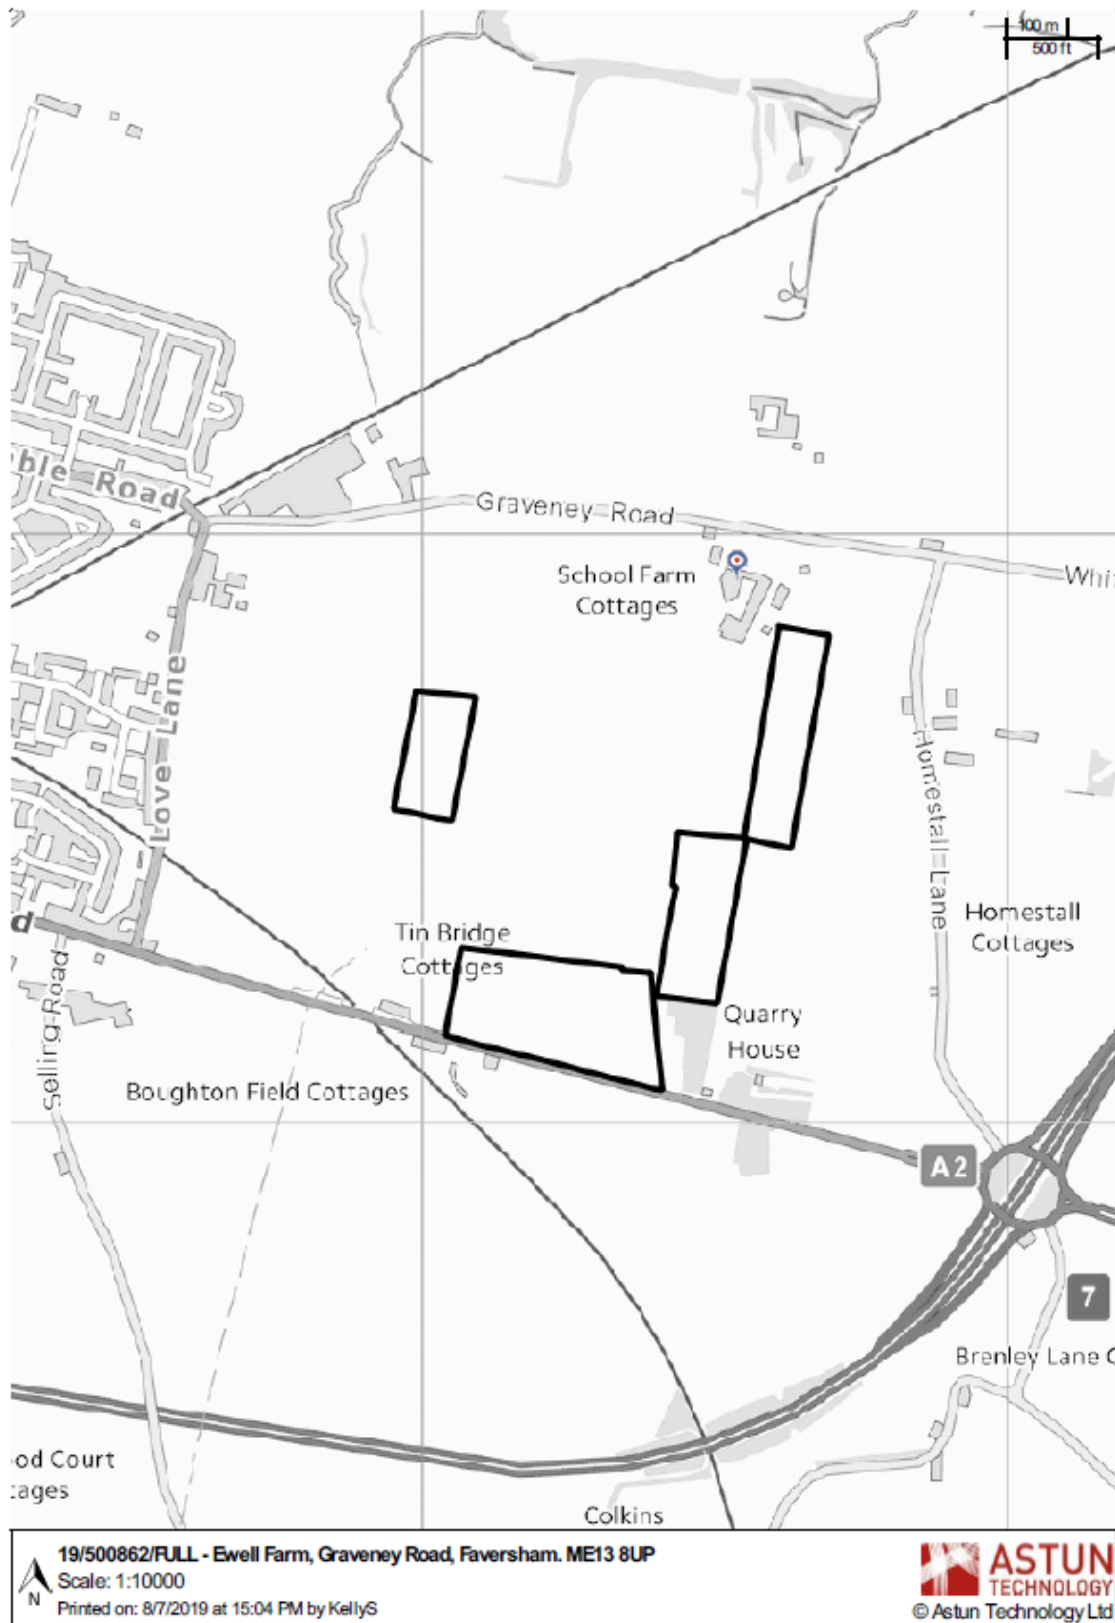 100 m
500 ft
ble Road
Graveney Road
School Farm
Cottages
Whi
Love Lane
Homestall Lane
Homestall
Cottages
Tin Bridge
Cottages
d
Selling Road
Quarry
House
Boughton Field Cottages
A2
7
Brenley Lane C
od Court
tages
Colkins
N
19/500862/FULL - Ewell Farm, Graveney Road, Faversham. ME13 8UP
Scale: 1:10000
Printed on: 8/7/2019 at 15:04 PM by KellyS
ASTUN
TECHNOLOGY
© Astun Technology Ltd